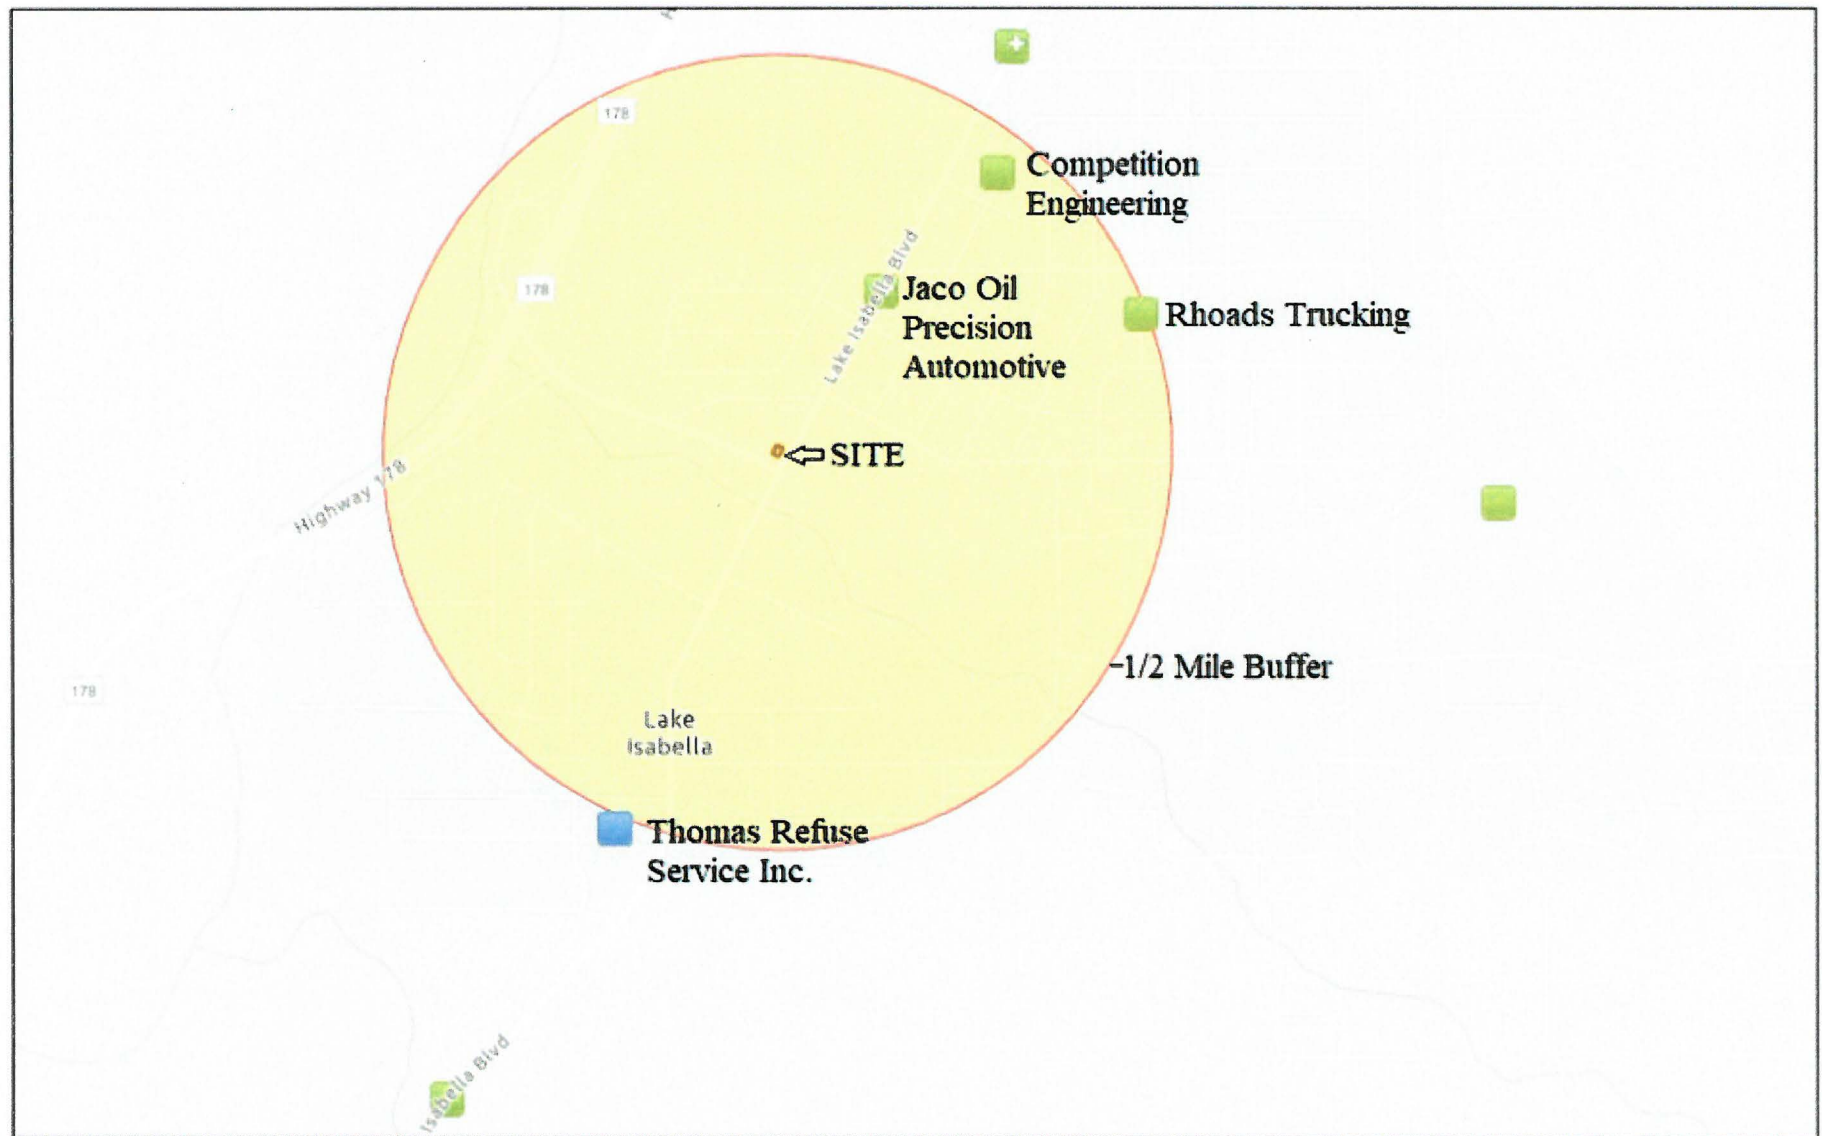 178
Competition
Engineering
178
Lake Isabella Blvd
Jaco Oil
Precision
Automotive
Rhoads Trucking
SITE
Highway 178
-1/2 Mile Buffer
178
Lake
Isabella
Thomas Refuse
Service Inc.
Isabella Blvd